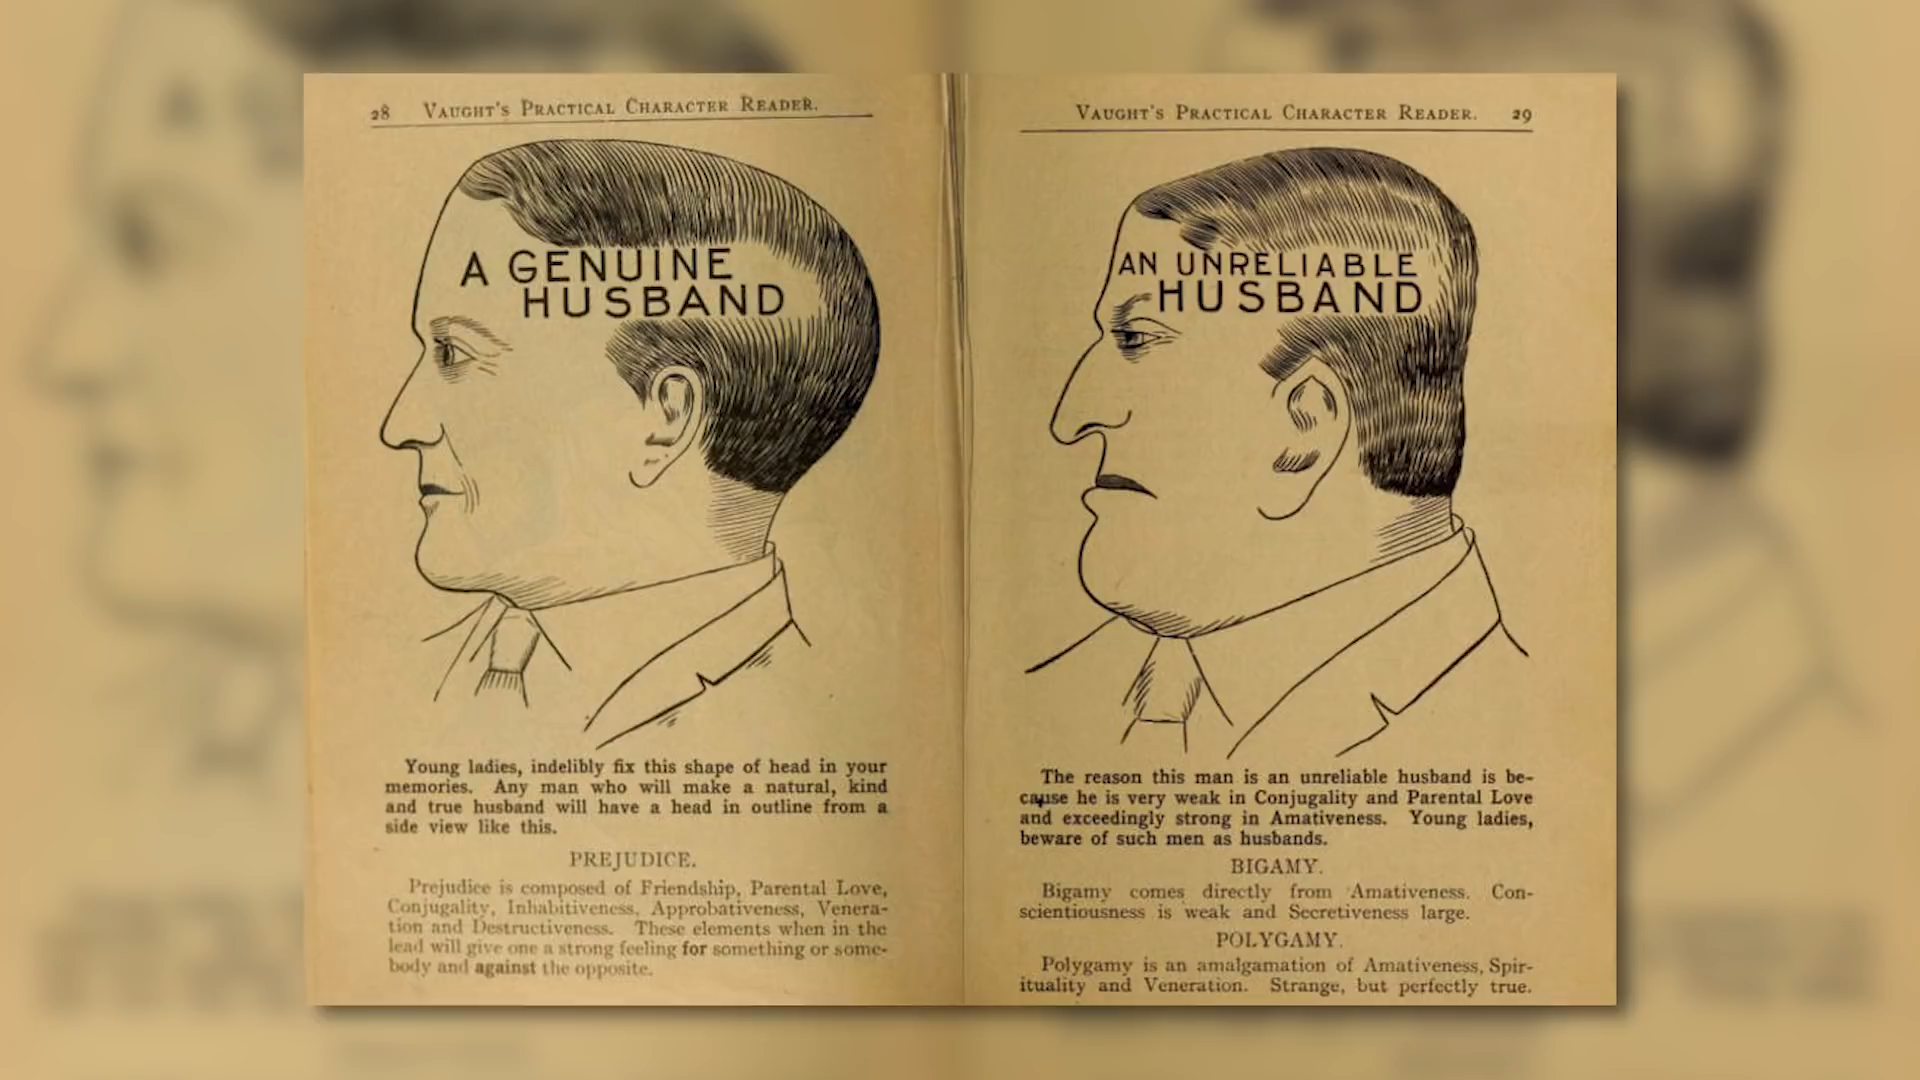 28 VAUGHT'S PRACTICAL CHARACTER READER.
A GENUINE
HUSBAND
Young ladies, indelibly fix this shape of head in your
memories. Any man who will make a natural, kind
and true husband will have a head in outline from a
side view like this.
PREJUDICE.
Prejudice is composed of Friendship, Parental Love,
Conjugality, Inhabitiveness, Approbativeness, Venera-
tion and Destructiveness. These elements when in the
lead will give one a strong feeling for something or some-
body and against the opposite.
VAUGHT'S PRACTICAL CHARACTER READER. 29
AN UNRELIABLE
HUSBAND
The reason this man is an unreliable husband is be-
cause he is very weak in Conjugality and Parental Love
and exceedingly strong in Amativeness. Young ladies,
beware of such men as husbands.
BIGAMY.
Bigamy comes directly from Amativeness. Con-
scientiousness is weak and Secretiveness large.
POLYGAMY.
Polygamy is an amalgamation of Amativeness, Spir-
ituality and Veneration. Strange, but perfectly true.